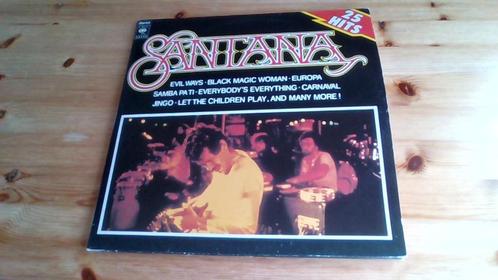 25
HITS
SANTANA
EVIL WAYS · BLACK MAGIC WOMAN · EUROPA
SAMBA PA TI · EVERYBODY'S EVERYTHING · CARNAVAL
JINGO · LET THE CHILDREN PLAY, AND MANY MORE!